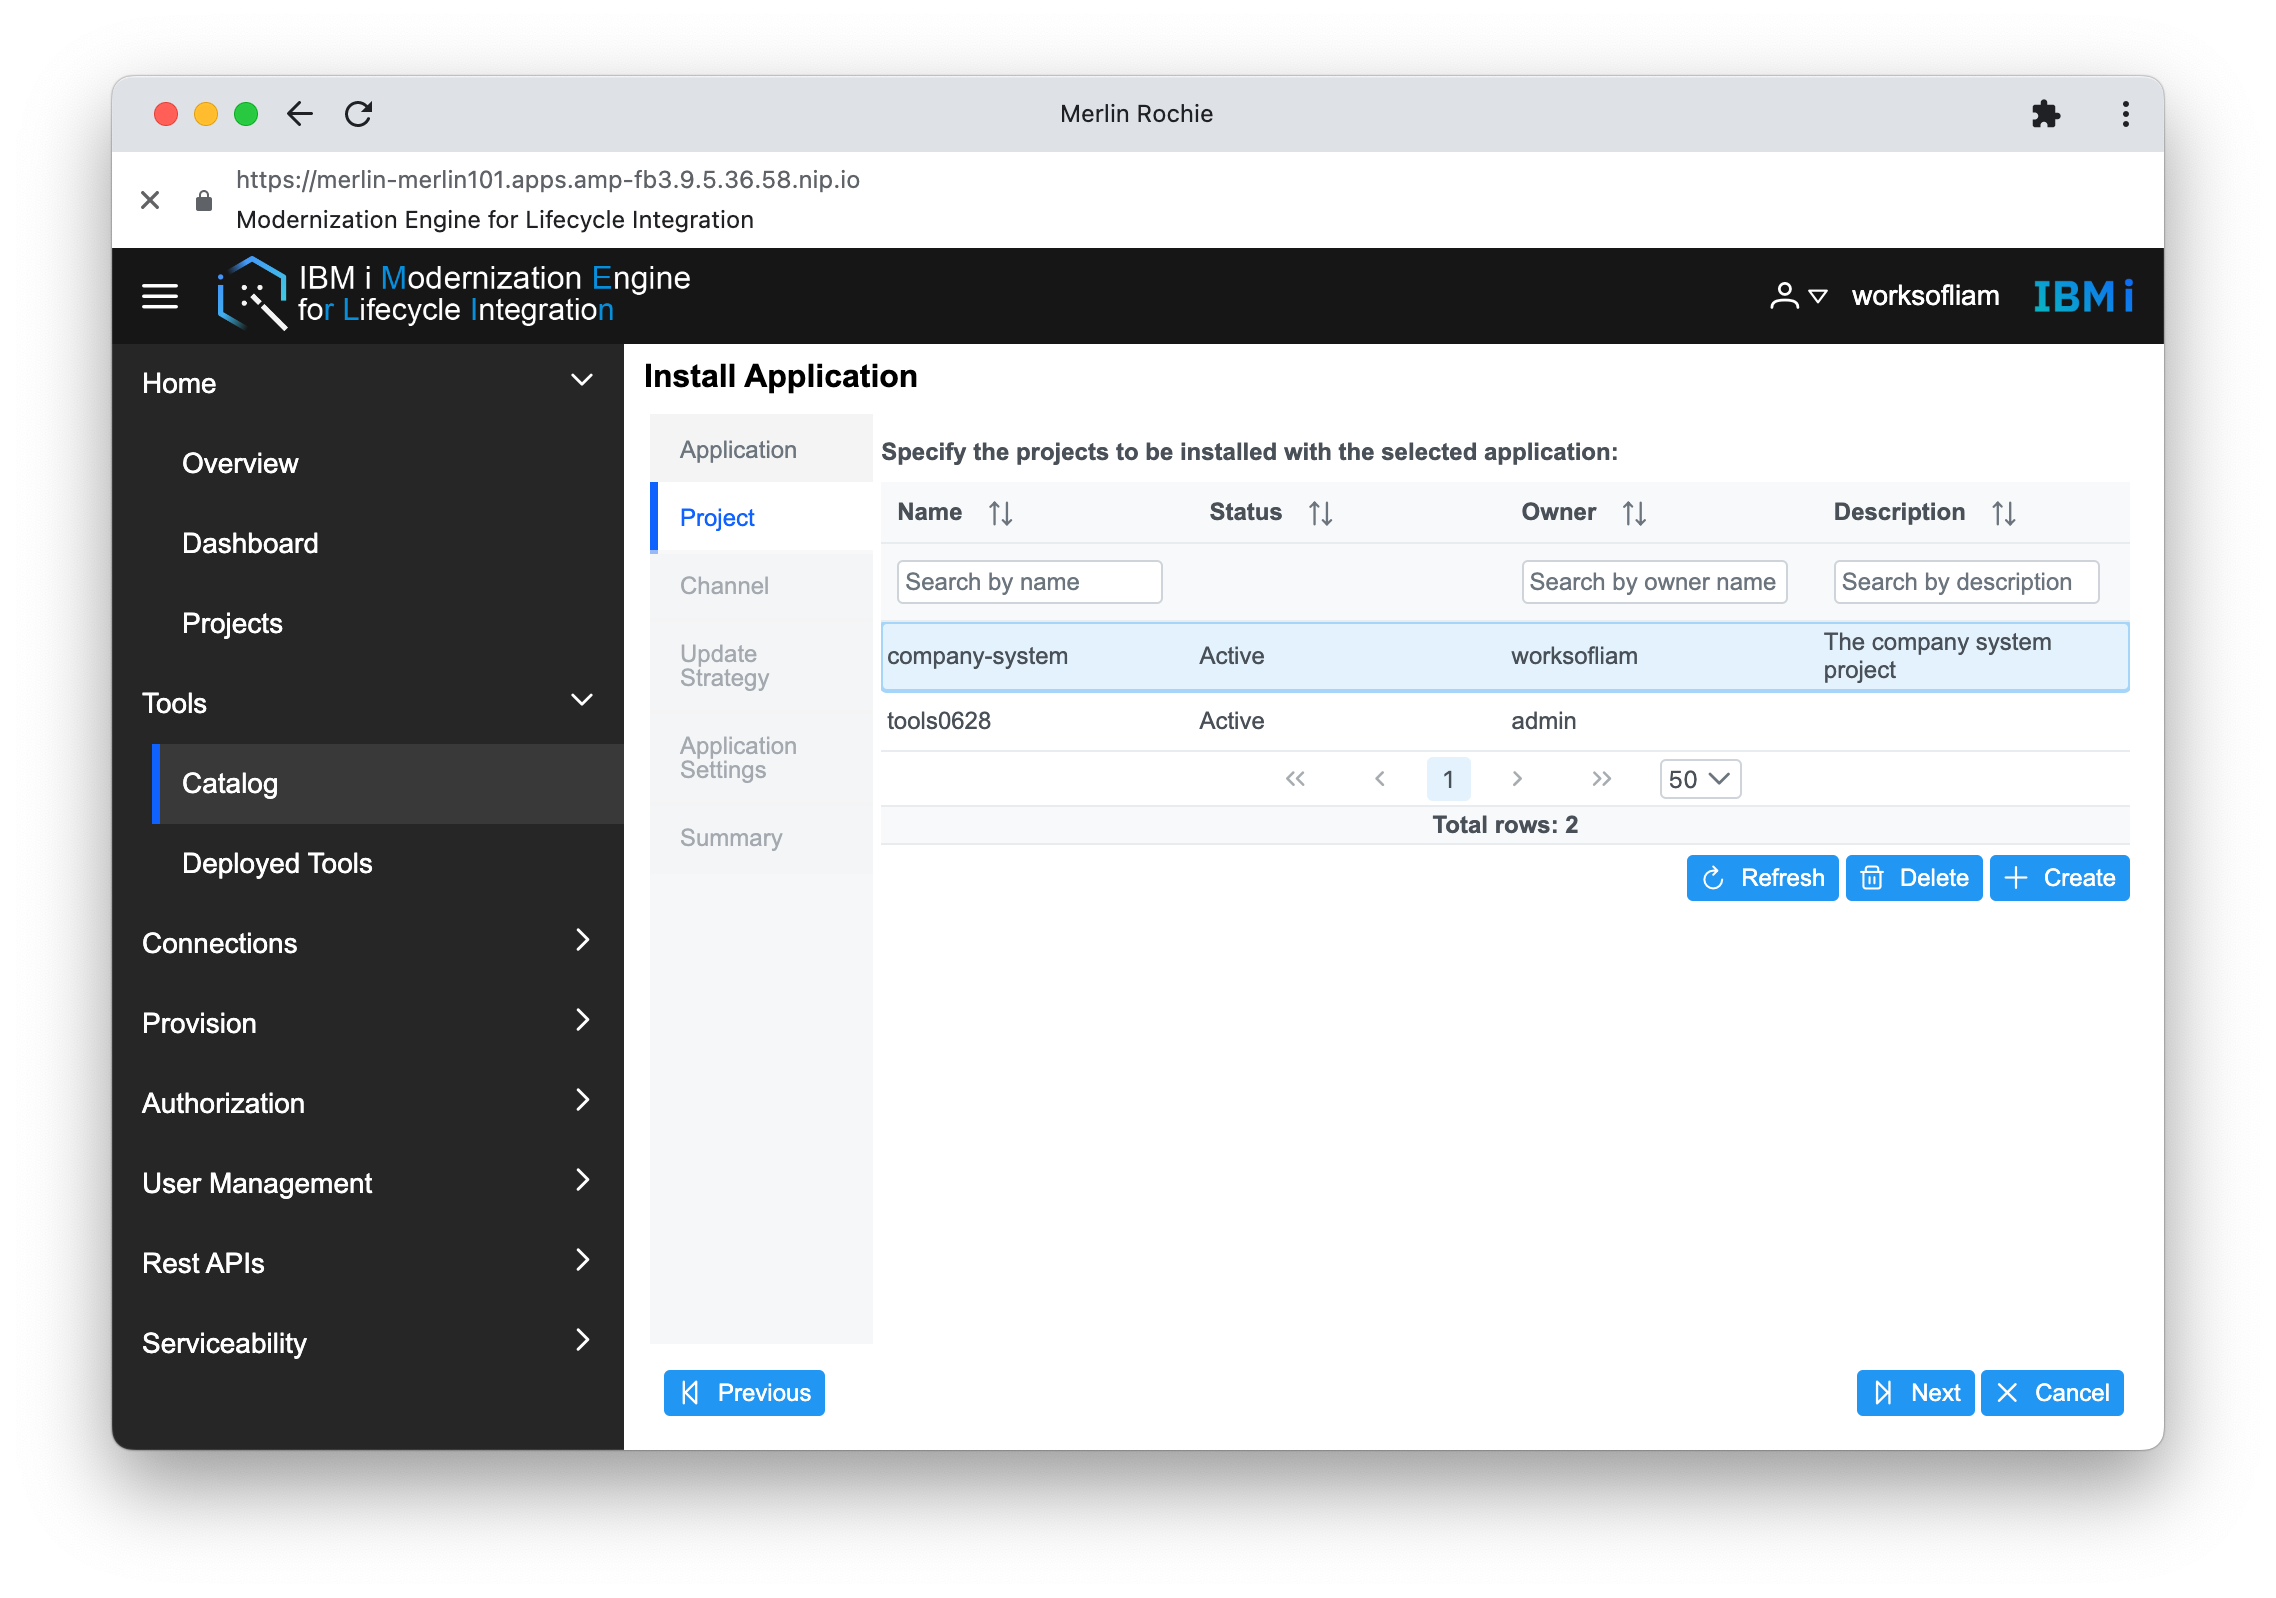 Merlin Rochie
https://merlin-merlin101.apps.amp-fb3.9.5.36.58.nip.io
Modernization Engine for Lifecycle Integration
IBM i Modernization Engine
for Lifecycle Integration
worksofliam
IBM i
Home
Overview
Dashboard
Projects
Tools
Catalog
Deployed Tools
Connections
Provision
Authorization
User Management
Rest APIs
Serviceability
Install Application
Application
Project
Channel
Update
Strategy
Application
Settings
Summary
Specify the projects to be installed with the selected application:
Name Status Owner Description
Search by name Search by owner name Search by description
company-system Active worksofliam The company system
project
tools0628 Active admin
1 50
Total rows: 2
Refresh Delete Create
Previous Next Cancel